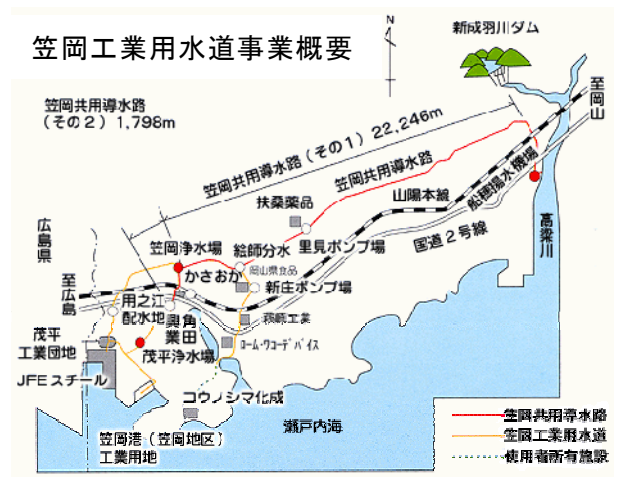 笠岡工業用水道事業概要
N
新成羽川ダム
至岡山
笠岡共用導水路
(その2) 1,798m
笠岡共用導水路(その1) 22,246m
笠岡共用導水路
船穂揚水機場
扶桑薬品
山陽本線
国道2号線
高梁川
広島県
笠岡浄水場
絵師分水
里見ポンプ場
かさおか
岡山県食品
新庄ポンプ場
至広島
用之江
配水地
角田
興業
茂平
工業団地
茂平浄水場
ローム・ワコーデバイス
JFEスチール
コウノシマ化成
笠岡港(笠岡地区)
工業用地
瀬戸内海
笠岡共用導水路
笠岡工業用水道
使用者所有施設